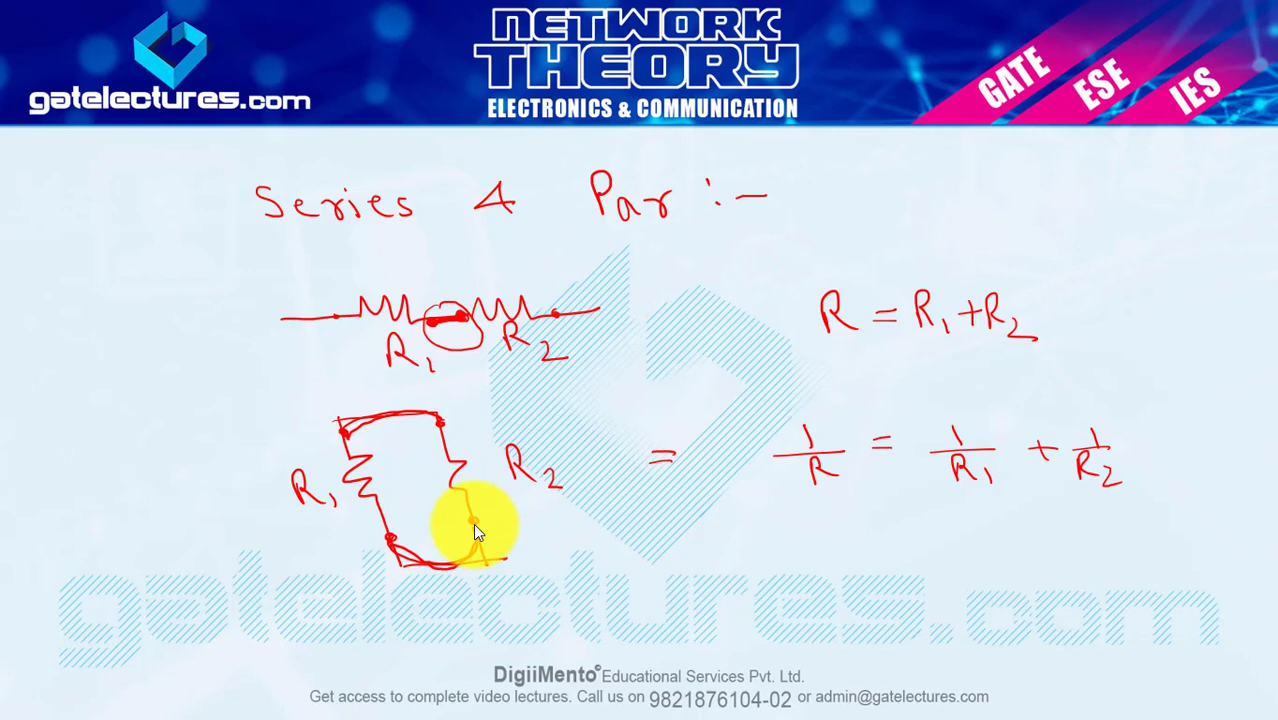 NETWORK
THEORY
ELECTRONICS & COMMUNICATION
gatelectures.com
GATE
ESE
IES
Series & Par :-
R1 R2
R = R1+R2
R1 R2 = 1/R = 1/R1 + 1/R2
gatelectures.com
DigiiMento© Educational Services Pvt. Ltd.
Get access to complete video lectures. Call us on 9821876104-02 or admin@gatelectures.com